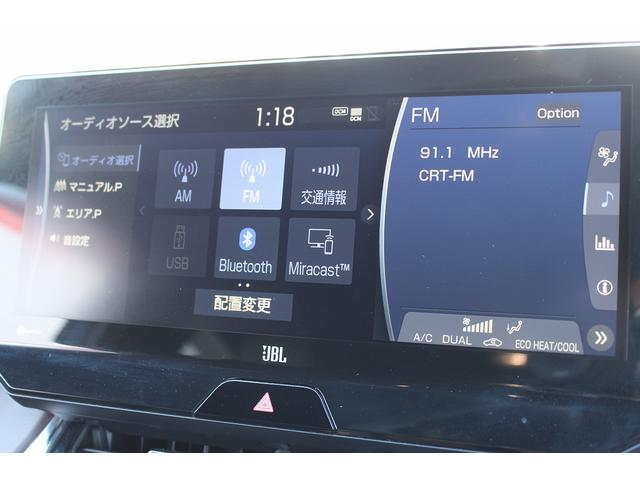 オーディオソース選択
1:18
DCM
DCM
オーディオ選択
マニュアル.P
エリア.P
音設定
AM
FM
交通情報
USB
Bluetooth
Miracast™
配置変更
FM
Option
91.1 MHz
CRT-FM
A/C DUAL ECO HEAT/COOL
JBL